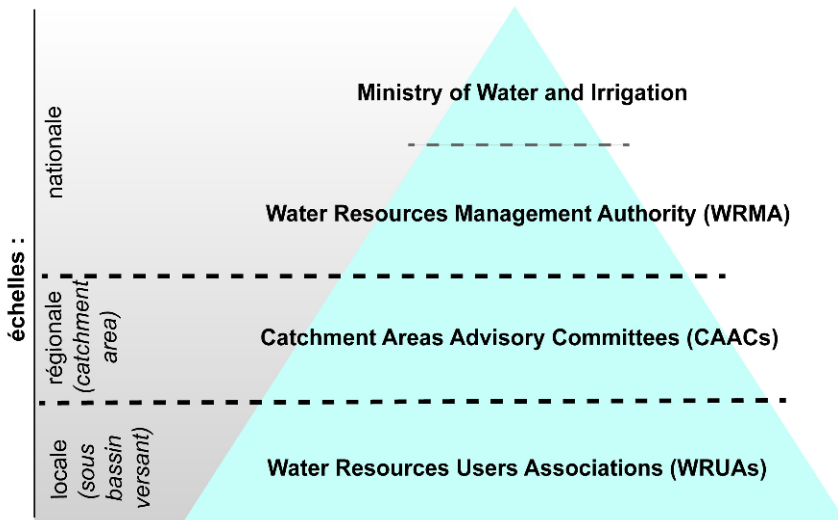 échelles :
nationale
Ministry of Water and Irrigation
Water Resources Management Authority (WRMA)
régionale
(catchment
area)
Catchment Areas Advisory Committees (CAACs)
locale
(sous
bassin
versant)
Water Resources Users Associations (WRUAs)